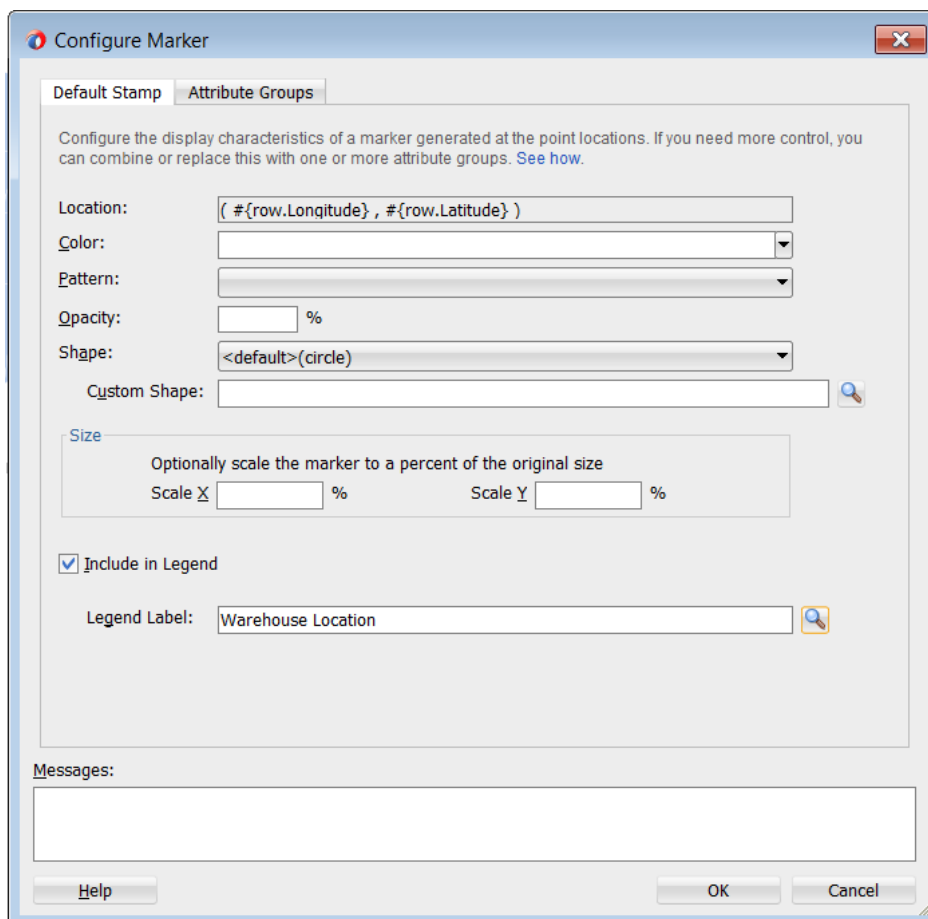 Configure Marker
Default Stamp Attribute Groups
Configure the display characteristics of a marker generated at the point locations. If you need more control, you
can combine or replace this with one or more attribute groups. See how.
Location: ( #{row.Longitude} , #{row.Latitude} )
Color:
Pattern:
Opacity: %
Shape: <default>(circle)
Custom Shape:
Size
Optionally scale the marker to a percent of the original size
Scale X % Scale Y %
Include in Legend
Legend Label: Warehouse Location
Messages:
Help OK Cancel